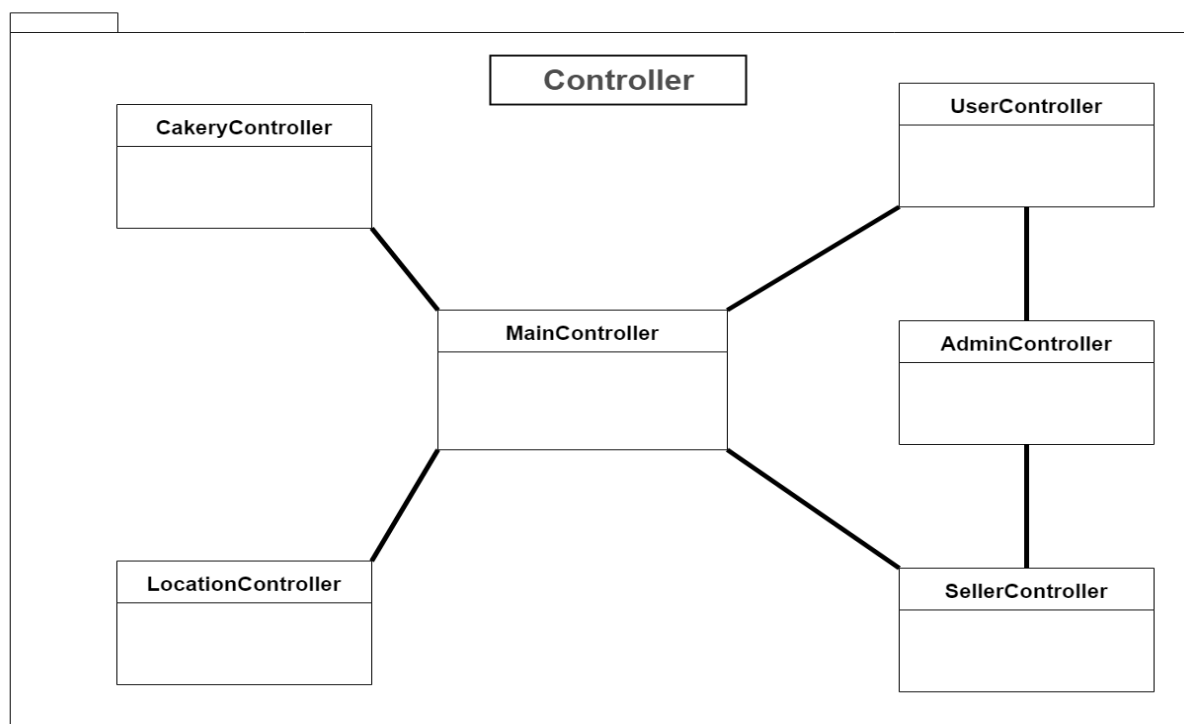 Controller
CakeryController
UserController
MainController
AdminController
LocationController
SellerController